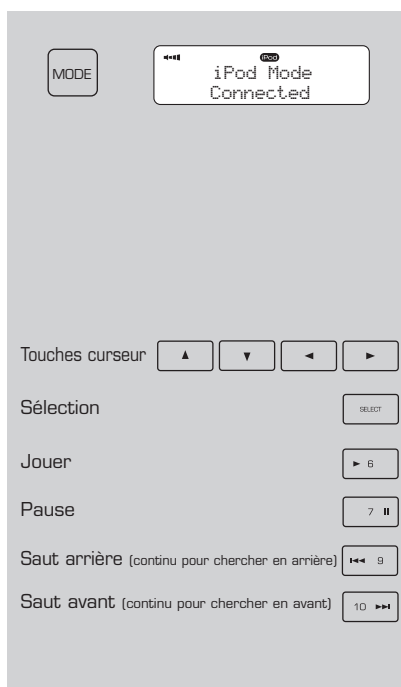 MODE
iPod
iPod Mode
Connected
Touches curseur
Sélection SELECT
Jouer 6
Pause 7
Saut arrière (continu pour chercher en arrière) 9
Saut avant (continu pour chercher en avant) 10